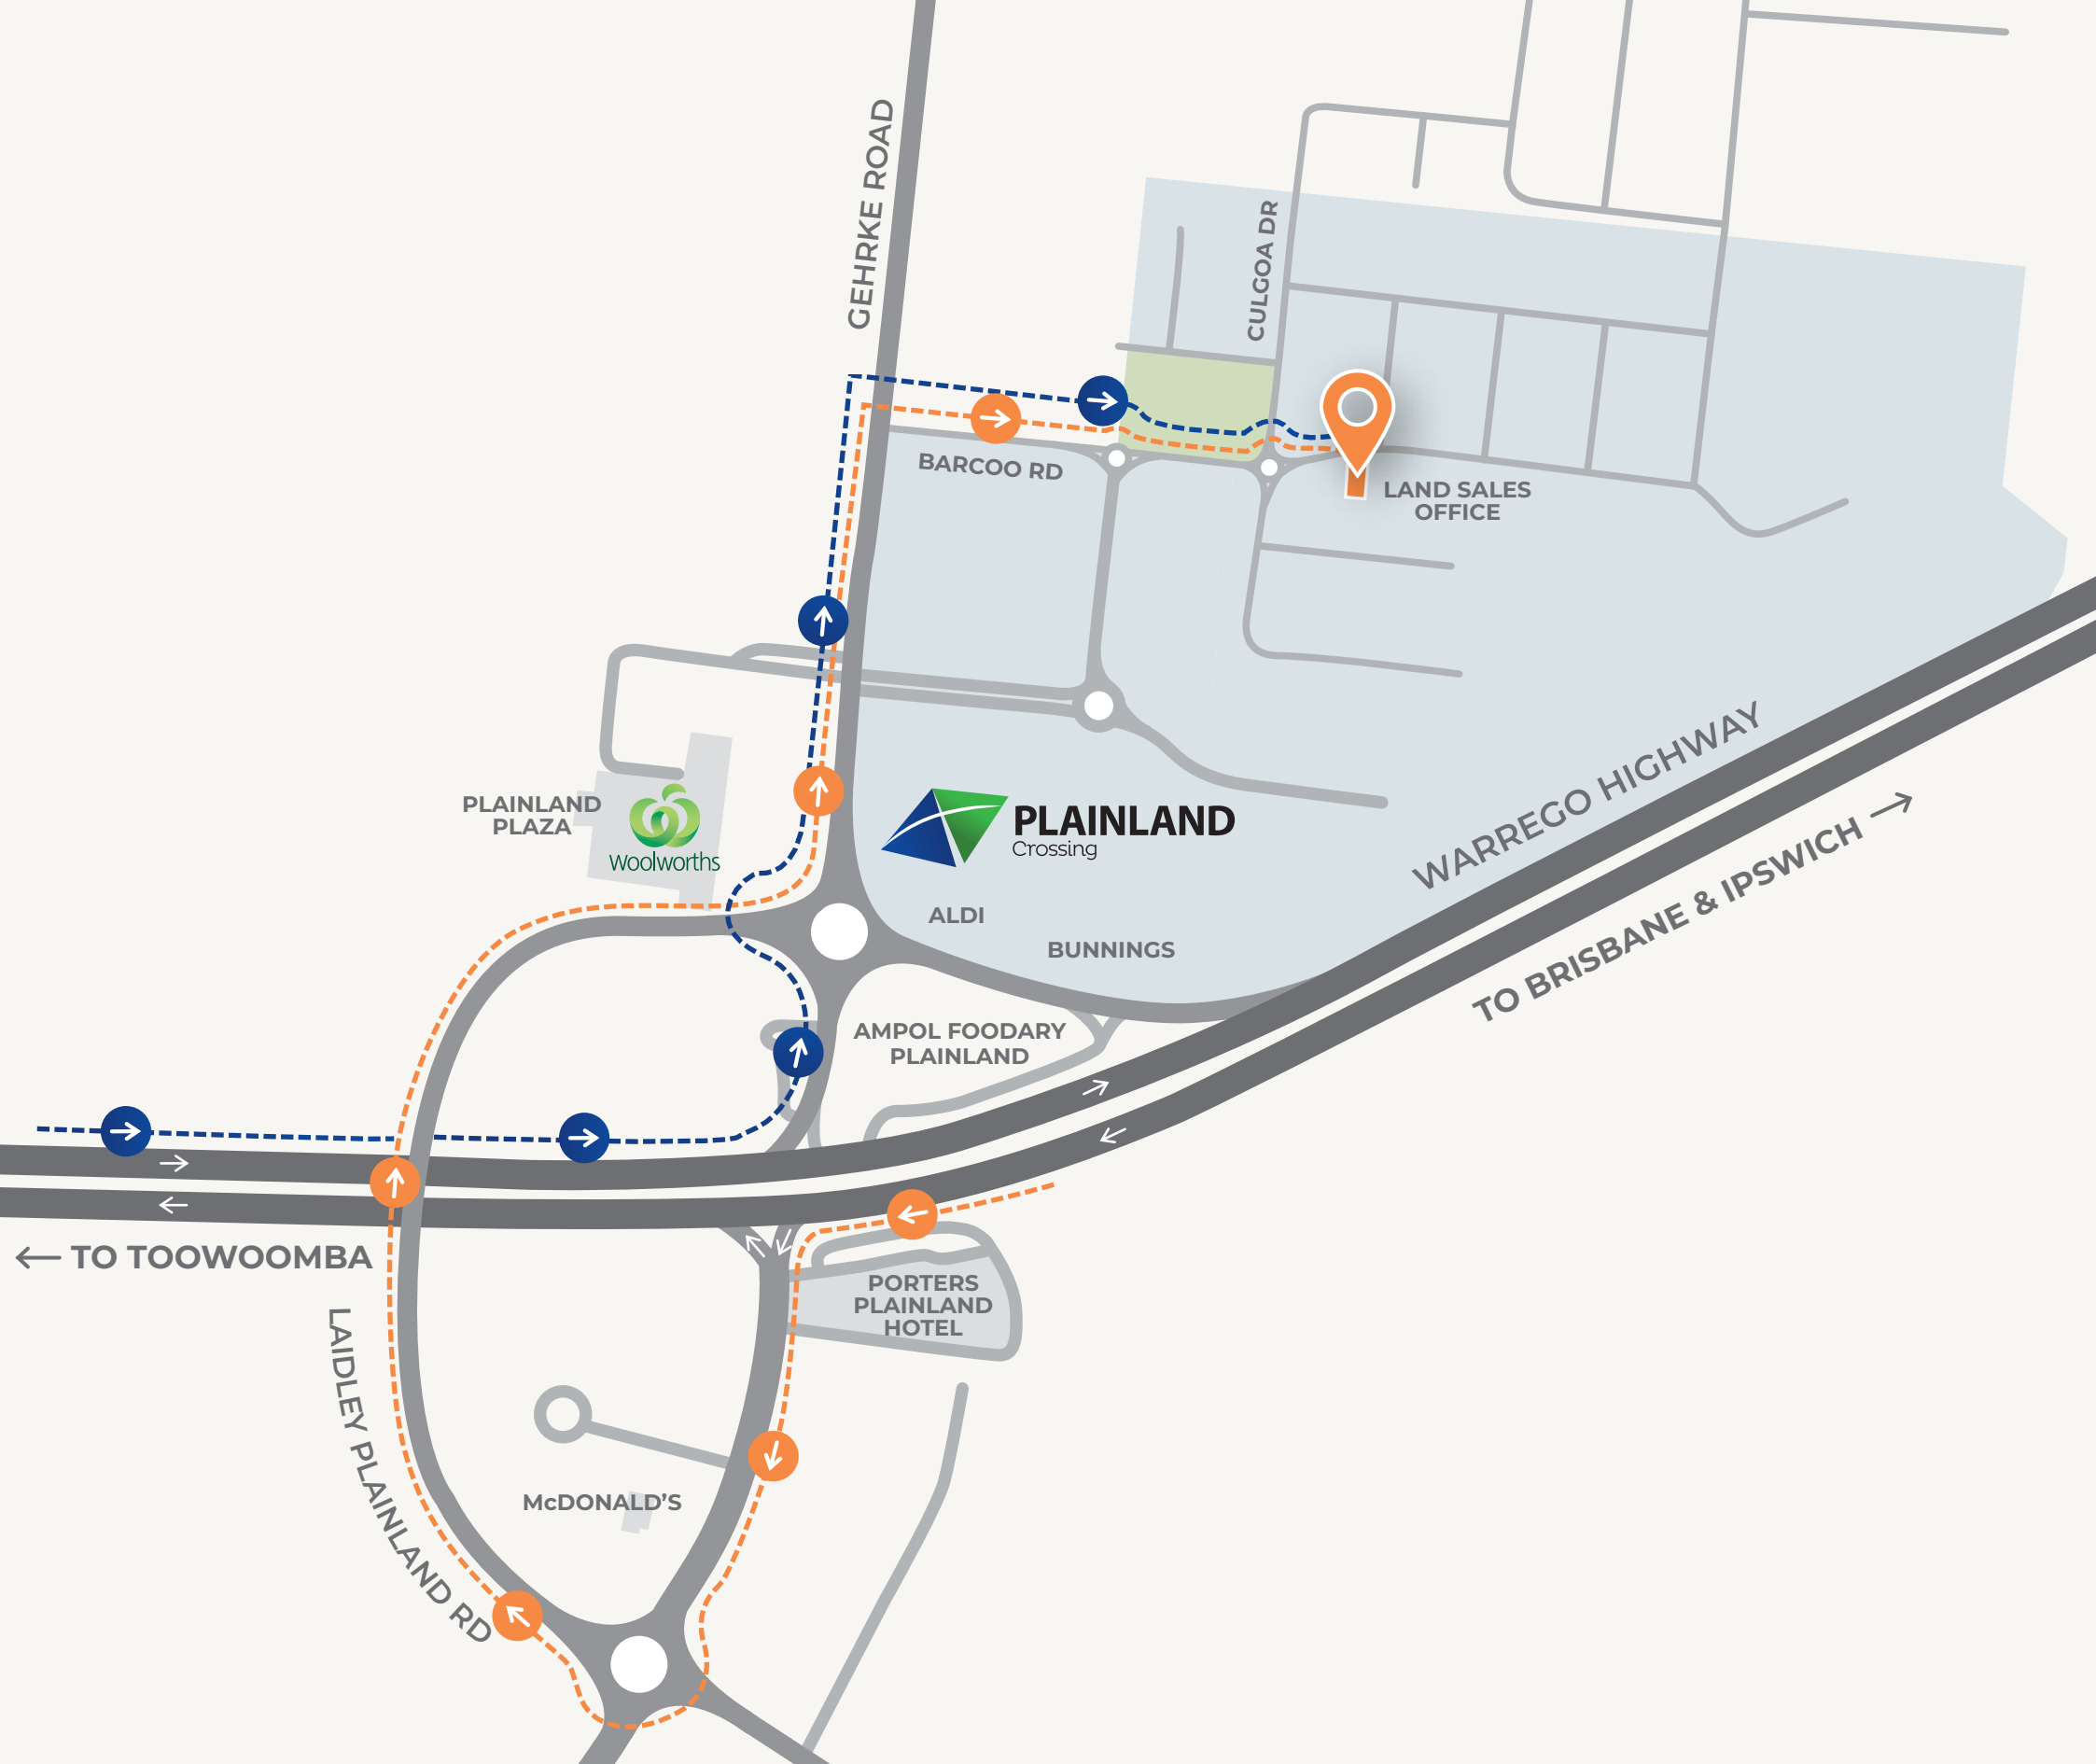 GEHRKE ROAD
CULGOA DR
BARCOO RD
LAND SALES
OFFICE
PLAINLAND
PLAZA
Woolworths
PLAINLAND
Crossing
WARREGO HIGHWAY
TO BRISBANE & IPSWICH
ALDI
BUNNINGS
AMPOL FOODARY
PLAINLAND
TO TOOWOOMBA
PORTERS
PLAINLAND
HOTEL
LAIDLEY PLAINLAND RD
McDONALD’S